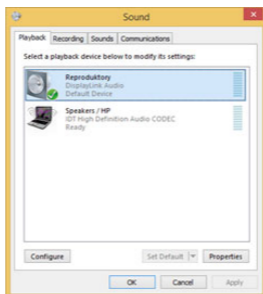 Sound
Playback Recording Sounds Communications
Select a playback device below to modify its settings:
Reproduktory
DisplayLink Audio
Default Device
Speakers / HP
IDT High Definition Audio CODEC
Ready
Configure Set Default Properties
OK Cancel Apply